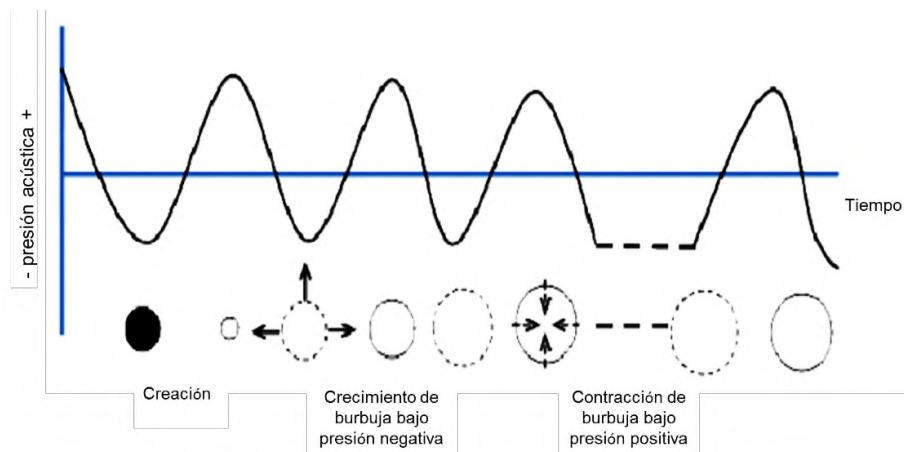 - presión acústica +
Tiempo
Creación
Crecimiento de
burbuja bajo
presión negativa
Contracción de
burbuja bajo
presión positiva